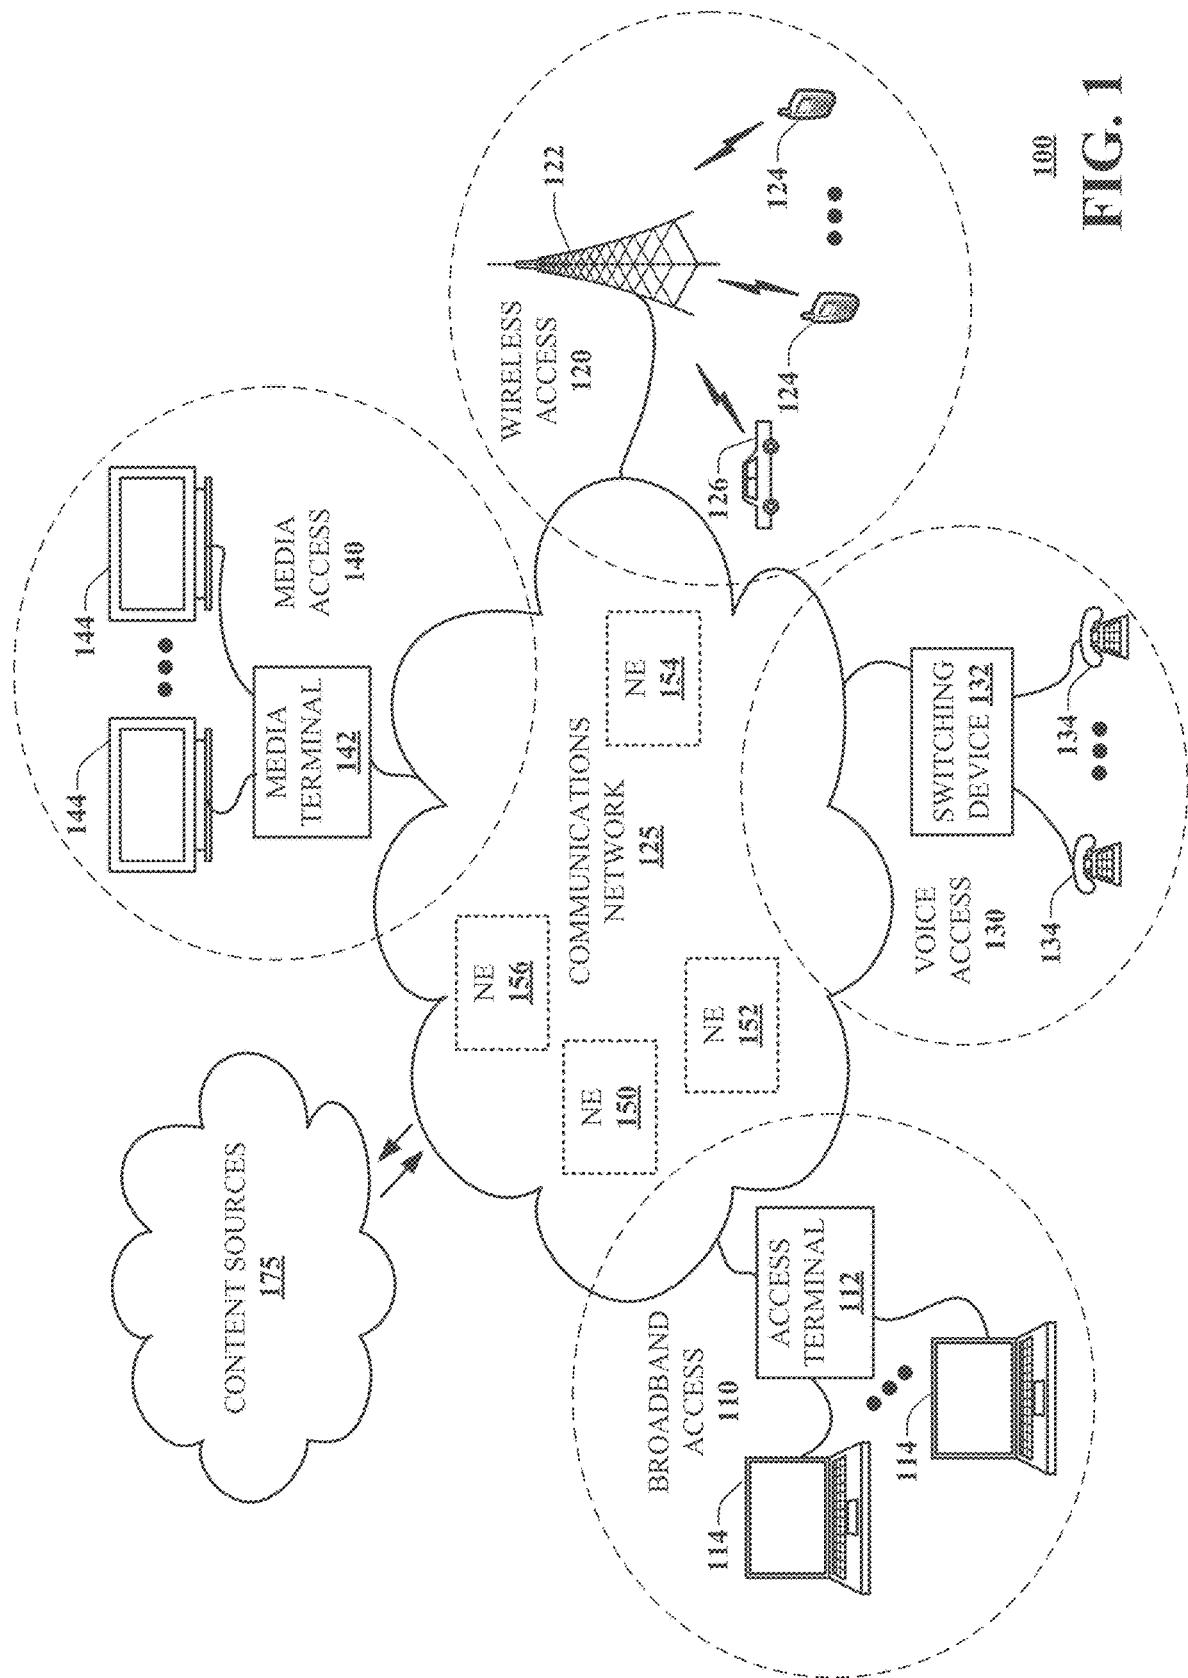 144
144
MEDIA
TERMINAL
142
MEDIA
ACCESS
140
CONTENT SOURCES
175
WIRELESS
ACCESS
120
122
124
124
126
NE
156
NE
150
NE
152
NE
154
COMMUNICATIONS
NETWORK
125
BROADBAND
ACCESS
110
ACCESS
TERMINAL
112
114
114
VOICE
ACCESS
130
SWITCHING
DEVICE 132
134
134
100
FIG. 1